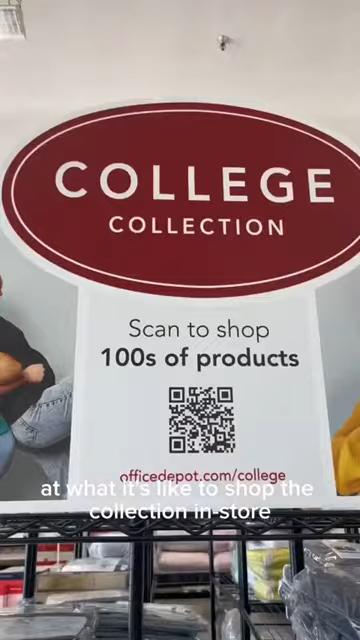 COLLEGE
COLLECTION
Scan to shop
100s of products
officedepot.com/college
at what it's like to shop the
collection in-store